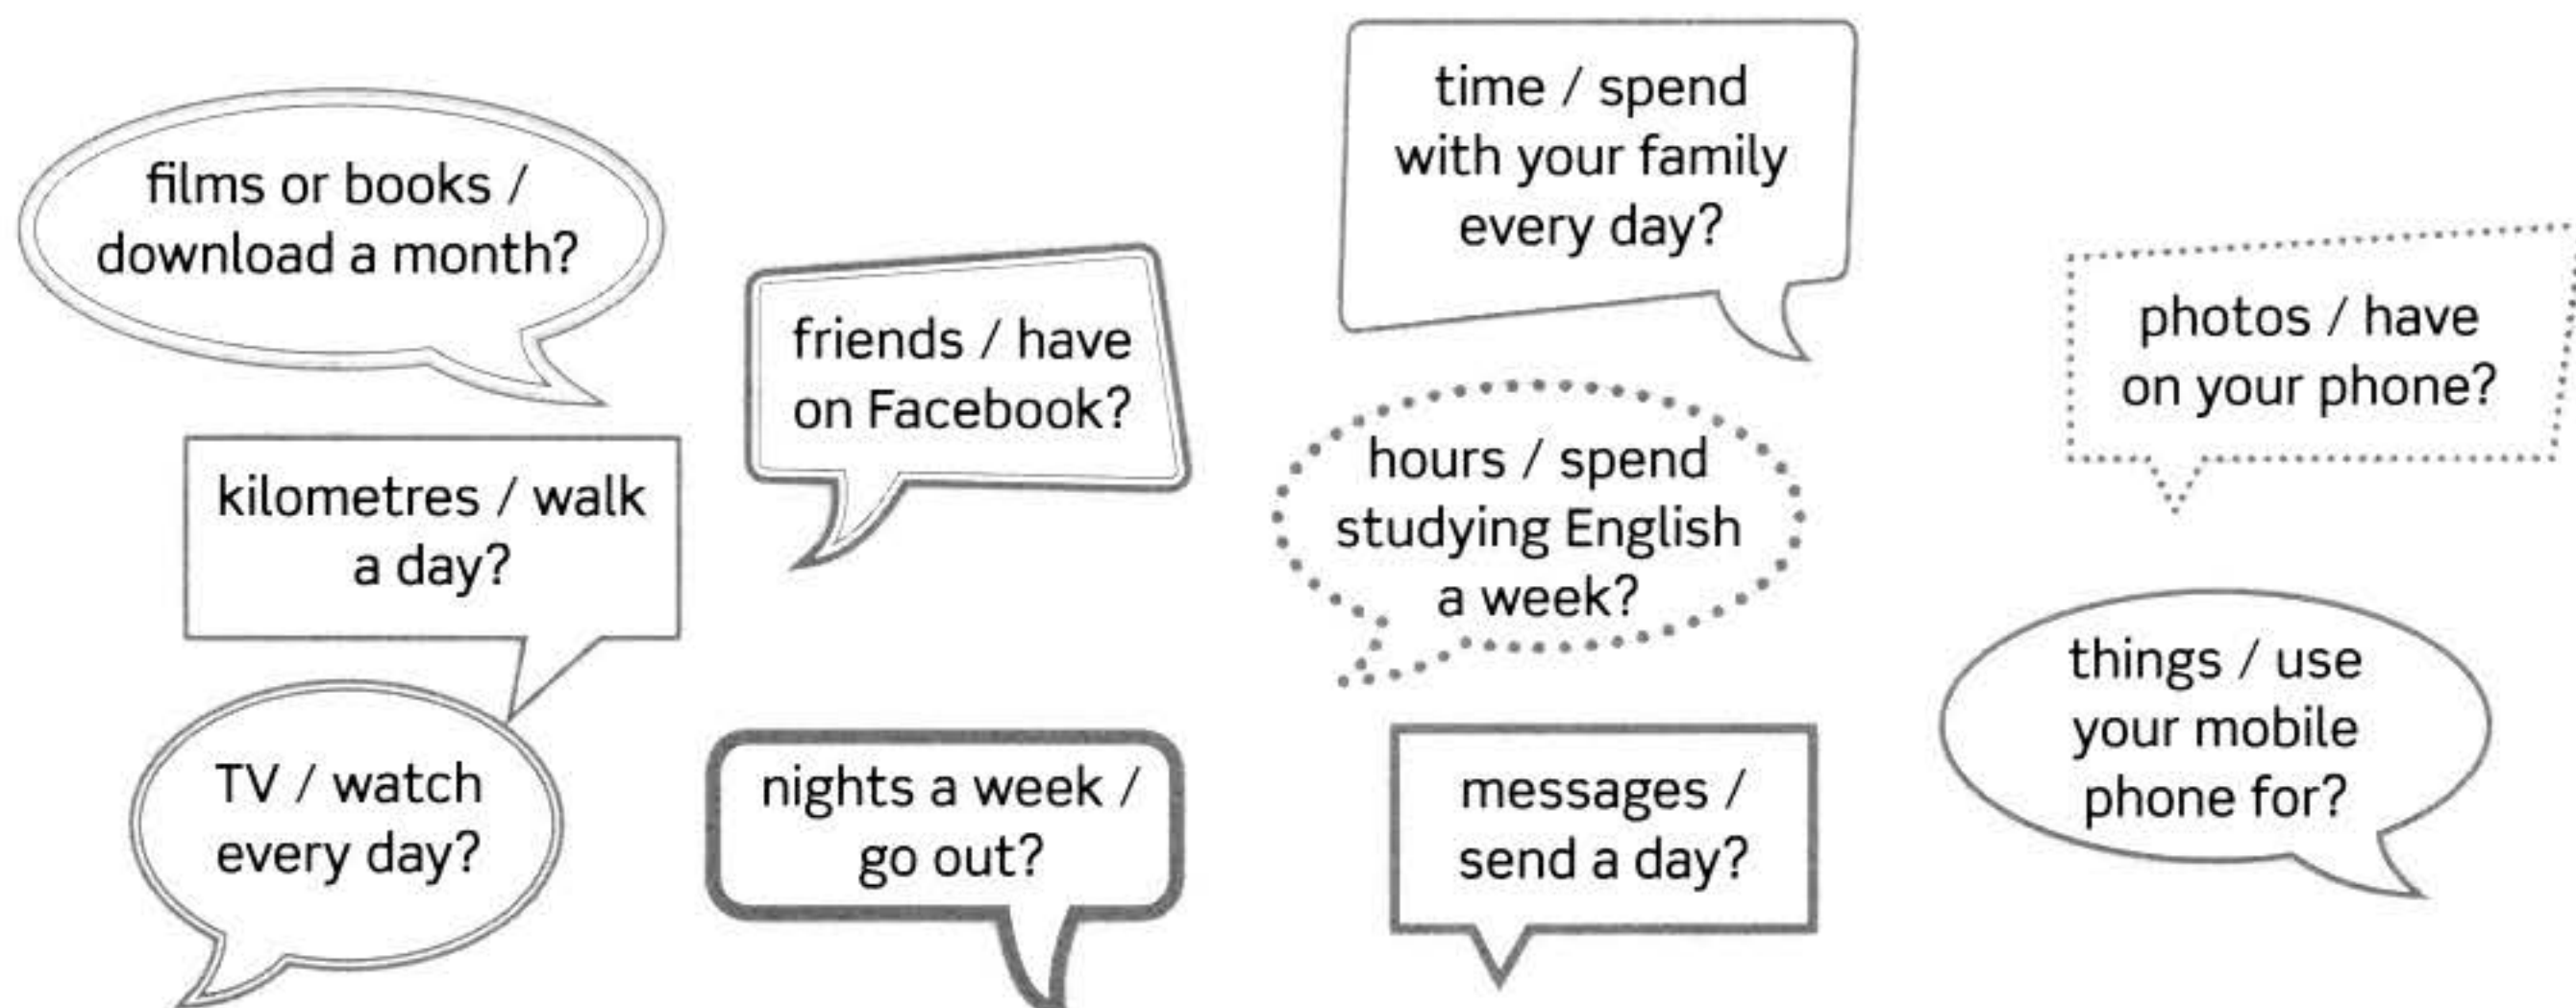 films or books /
download a month?
friends / have
on Facebook?
time / spend
with your family
every day?
photos / have
on your phone?
kilometres / walk
a day?
hours / spend
studying English
a week?
things / use
your mobile
phone for?
TV / watch
every day?
nights a week /
go out?
messages /
send a day?